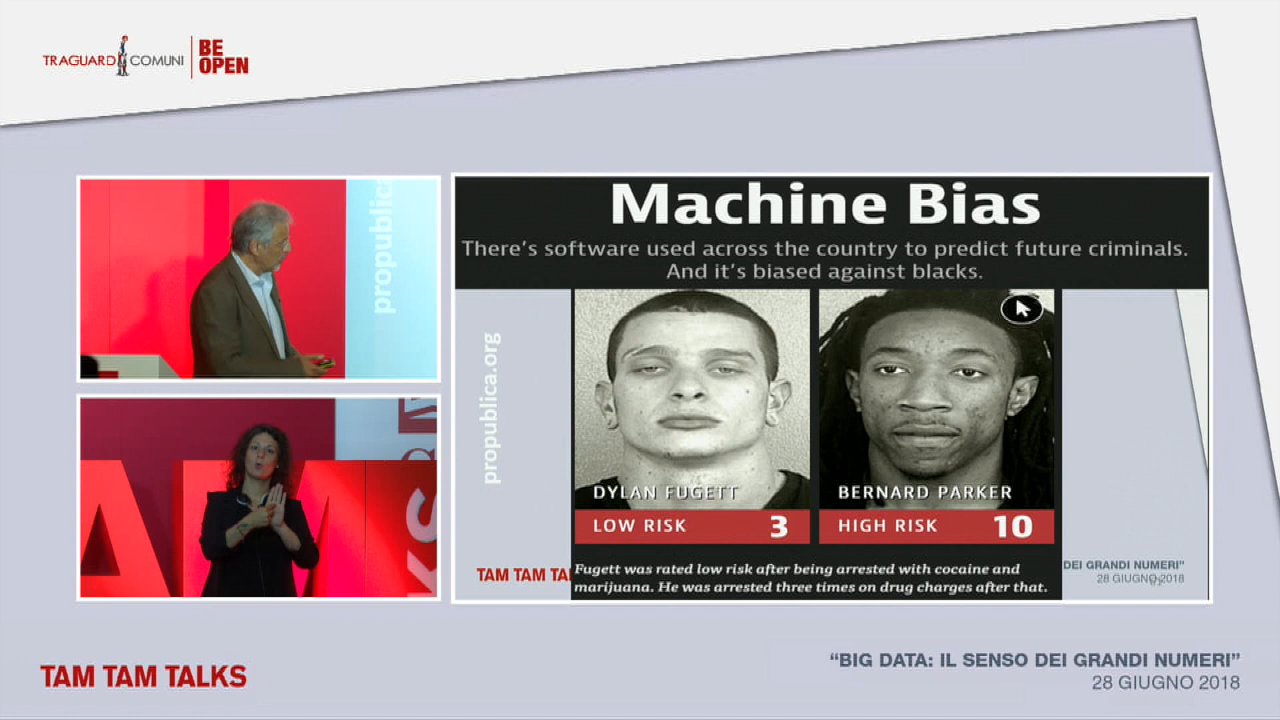 TRAGUARDI COMUNI
BE
OPEN
propublica
Machine Bias
There's software used across the country to predict future criminals.
And it's biased against blacks.
propublica.org
DYLAN FUGETT
LOW RISK 3
BERNARD PARKER
HIGH RISK 10
Fugett was rated low risk after being arrested with cocaine and
marijuana. He was arrested three times on drug charges after that.
TAM TAM TA
DEI GRANDI NUMERI”
28 GIUGNO 2018
TAM TAM TALKS
“BIG DATA: IL SENSO DEI GRANDI NUMERI”
28 GIUGNO 2018